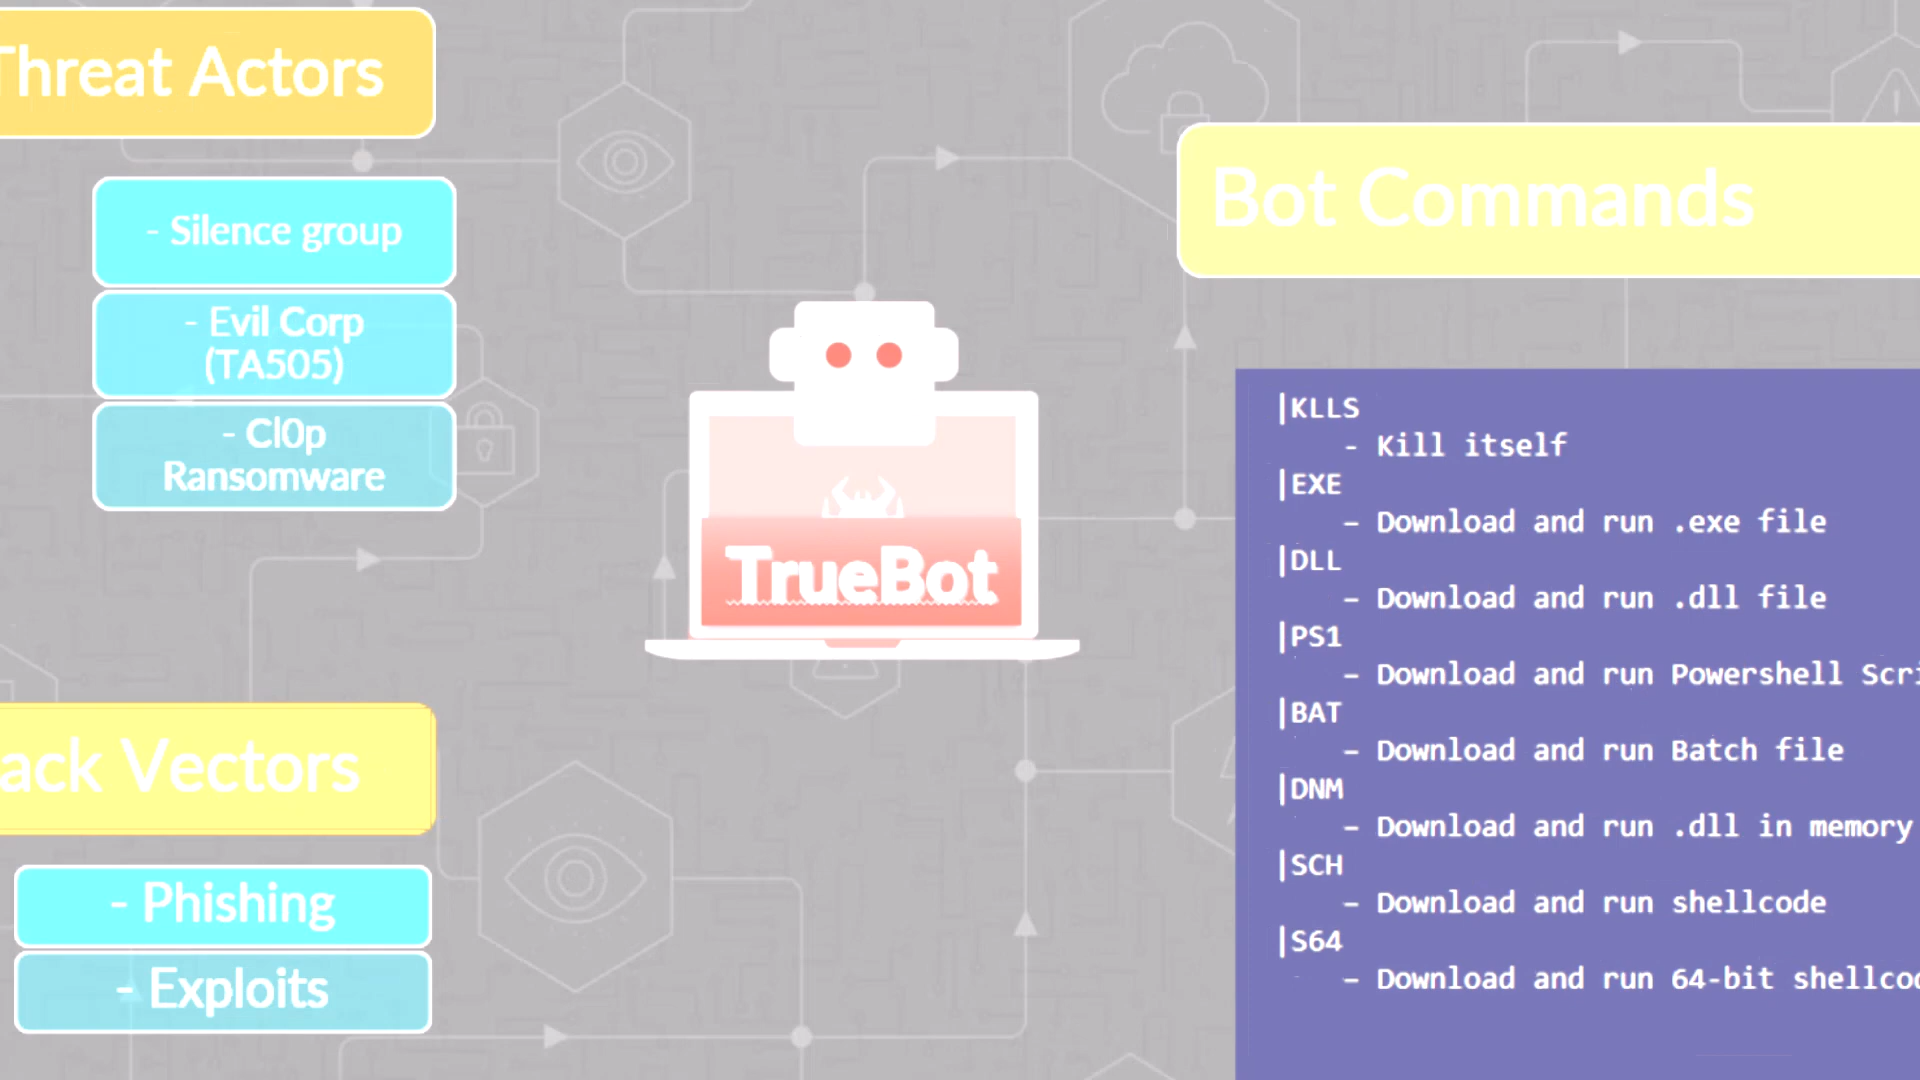 Threat Actors
- Silence group
- Evil Corp
(TA505)
- Cl0p
Ransomware
ack Vectors
- Phishing
- Exploits
TrueBot
Bot Commands
|KLLS
- Kill itself
|EXE
- Download and run .exe file
|DLL
- Download and run .dll file
|PS1
- Download and run Powershell Scri
|BAT
- Download and run Batch file
|DNM
- Download and run .dll in memory
|SCH
- Download and run shellcode
|S64
- Download and run 64-bit shellcod